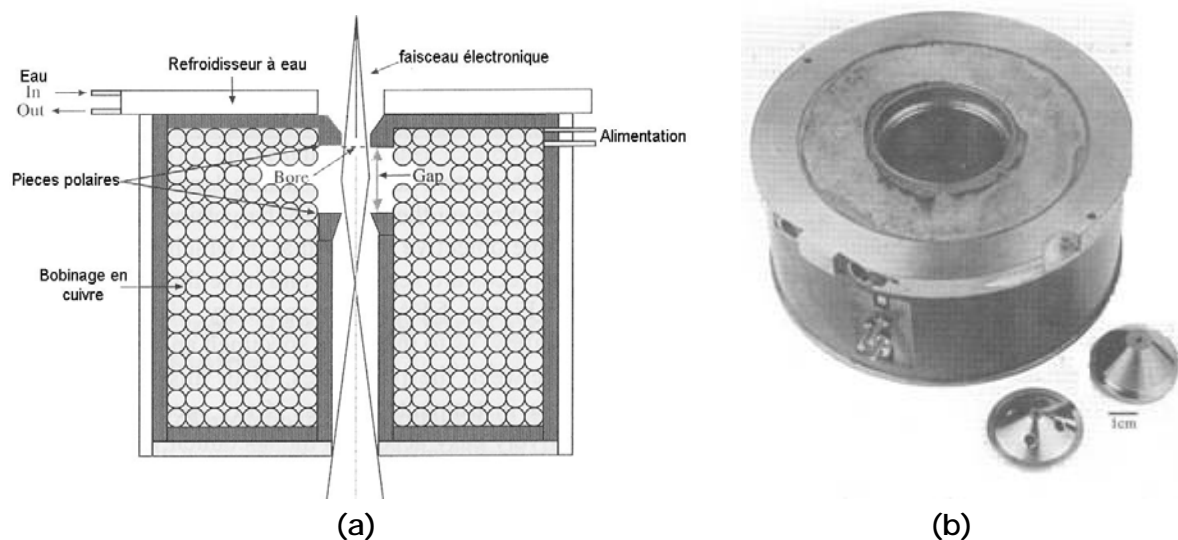 Eau
In
Out
Refroidisseur à eau
faisceau électronique
Alimentation
Bore
Gap
Pieces polaires
Bobinage en
cuivre
1cm
(a)
(b)